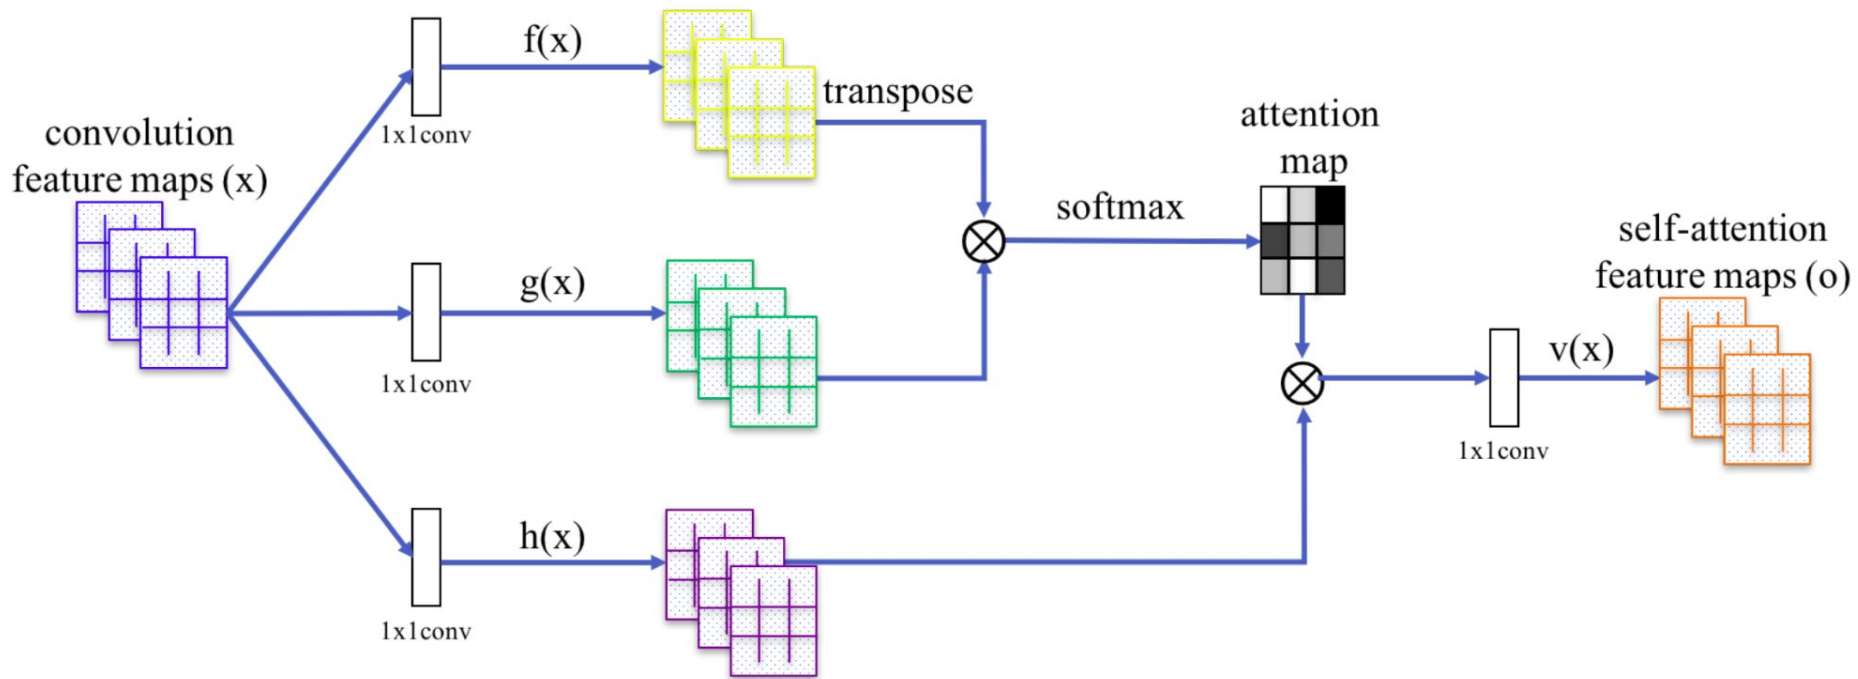 convolution
feature maps (x)
1x1conv
f(x)
transpose
1x1conv
g(x)
1x1conv
h(x)
softmax
attention
map
1x1conv
v(x)
self-attention
feature maps (o)